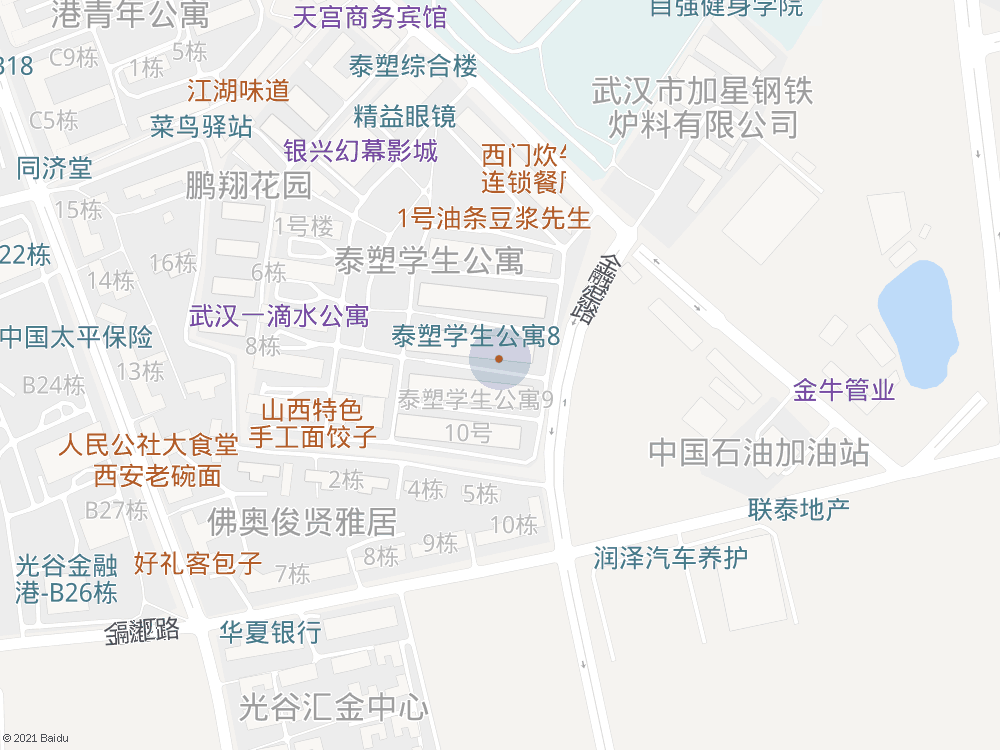 港青年公寓
天宫商务宾馆
自强健身学院
5栋
C9栋
1栋
B18
泰塑综合楼
江湖味道
武汉市加星钢铁
炉料有限公司
C5栋
菜鸟驿站
精益眼镜
银兴幻幕影城
西门炊
连锁餐
同济堂
鹏翔花园
15栋
1号楼
1号油条豆浆先生
22栋
16栋
6栋
泰塑学生公寓
14栋
武汉一滴水公寓
中国太平保险
8栋
泰塑学生公寓8
13栋
B24栋
泰塑学生公寓9
金牛管业
山西特色
手工面饺子
10号
人民公社大食堂
西安老碗面
中国石油加油站
2栋
4栋
5栋
B27栋
佛奥俊贤雅居
10栋
联泰地产
9栋
8栋
光谷金融
港-B26栋
好礼客包子
7栋
润泽汽车养护
华夏银行
光谷汇金中心
© 2021 Baidu